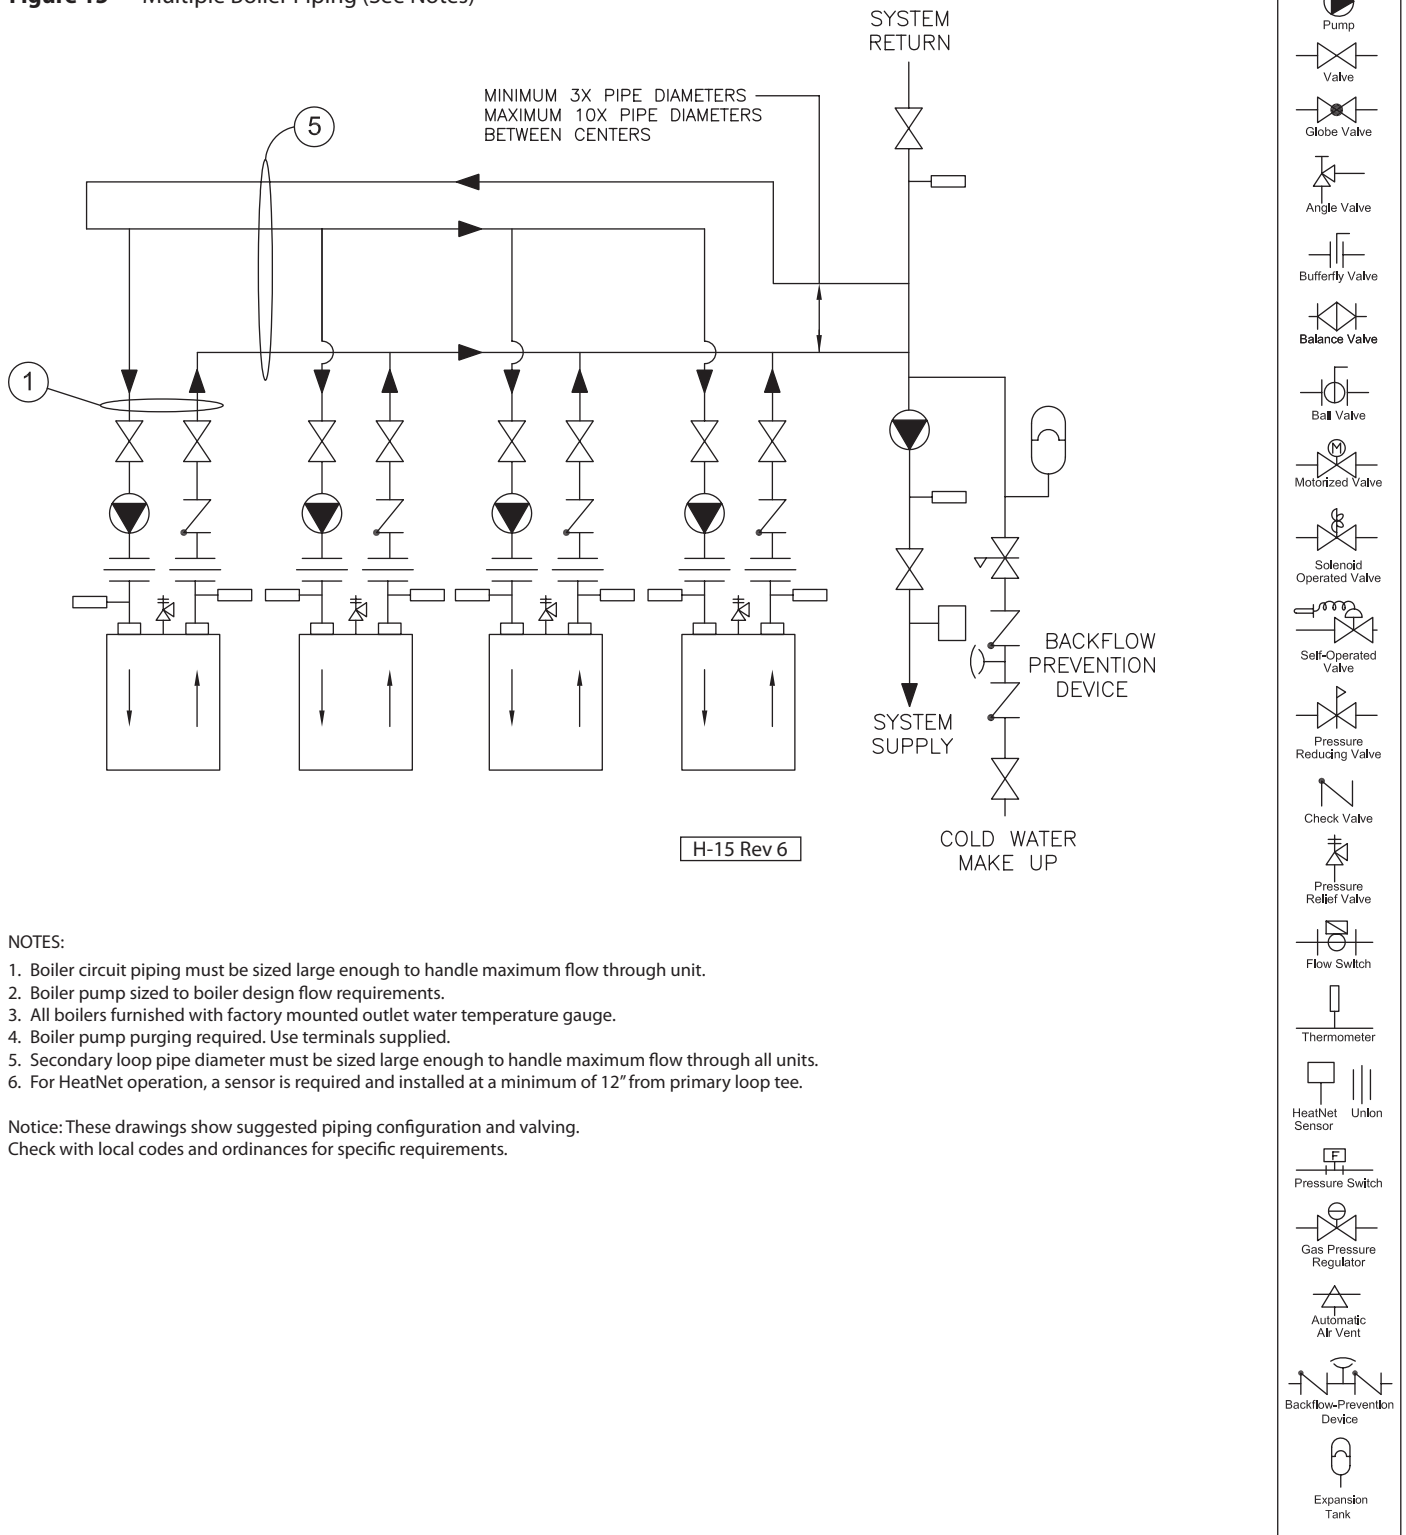 Figure 15 Multiple Boiler Piping (See Notes)
SYSTEM
RETURN
MINIMUM 3X PIPE DIAMETERS
MAXIMUM 10X PIPE DIAMETERS
BETWEEN CENTERS
5
1
BACKFLOW
PREVENTION
DEVICE
SYSTEM
SUPPLY
COLD WATER
MAKE UP
H-15 Rev 6
NOTES:
1. Boiler circuit piping must be sized large enough to handle maximum flow through unit.
2. Boiler pump sized to boiler design flow requirements.
3. All boilers furnished with factory mounted outlet water temperature gauge.
4. Boiler pump purging required. Use terminals supplied.
5. Secondary loop pipe diameter must be sized large enough to handle maximum flow through all units.
6. For HeatNet operation, a sensor is required and installed at a minimum of 12” from primary loop tee.
Notice: These drawings show suggested piping configuration and valving.
Check with local codes and ordinances for specific requirements.
Pump
Valve
Globe Valve
Angle Valve
Bufferfly Valve
Balance Valve
Ball Valve
M
Motorized Valve
Solenoid
Operated Valve
Self-Operated
Valve
Pressure
Reducing Valve
Check Valve
Pressure
Relief Valve
Flow Switch
Thermometer
HeatNet
Sensor
Union
F
Pressure Switch
Gas Pressure
Regulator
Automatic
Air Vent
Backflow-Prevention
Device
Expansion
Tank